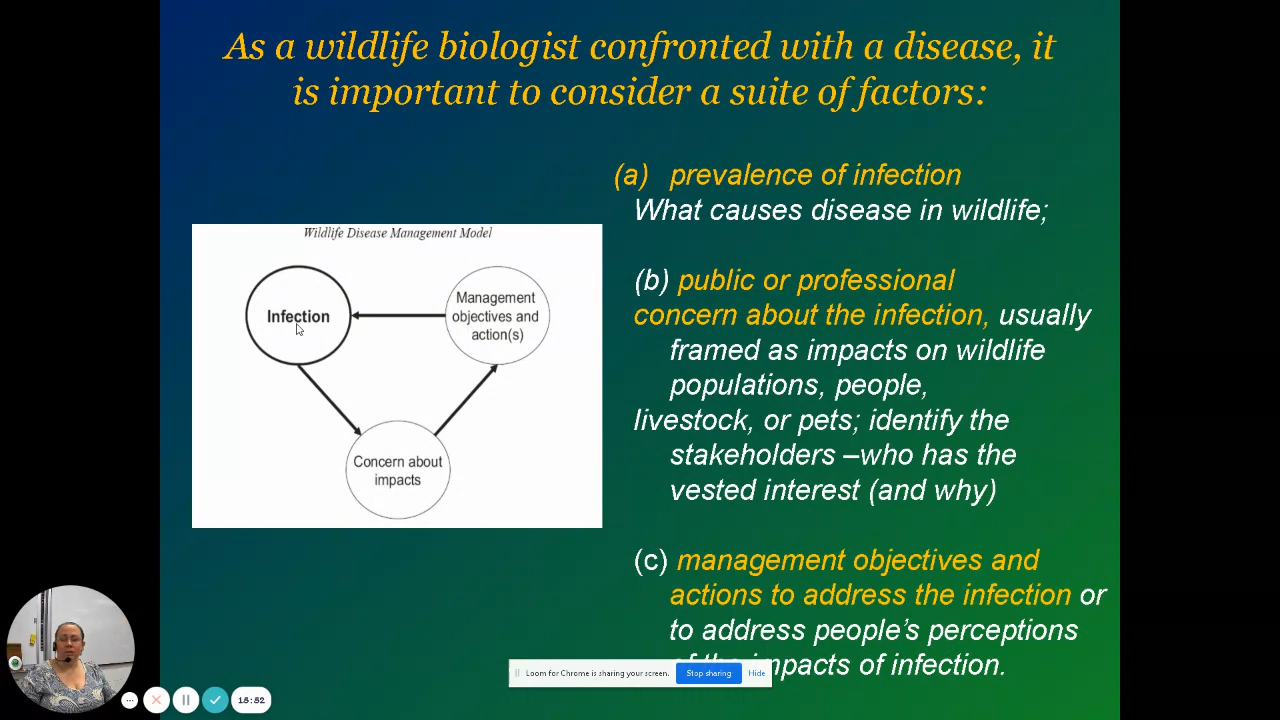 As a wildlife biologist confronted with a disease, it
is important to consider a suite of factors:
Wildlife Disease Management Model
Infection
Management
objectives and
action(s)
Concern about
impacts
(a) prevalence of infection
What causes disease in wildlife;
(b) public or professional
concern about the infection, usually
framed as impacts on wildlife
populations, people,
livestock, or pets; identify the
stakeholders –who has the
vested interest (and why)
(c) management objectives and
actions to address the infection or
to address people's perceptions
of the impacts of infection.
Loom for Chrome is sharing your screen.
Stop sharing
Hide
15:52